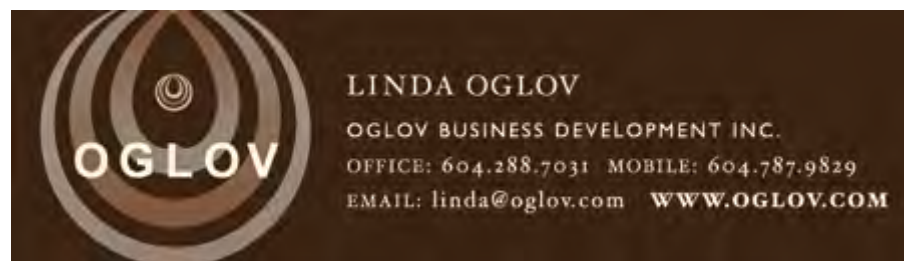 OGLOV
LINDA OGLOV
OGLOV BUSINESS DEVELOPMENT INC.
OFFICE: 604.288.7031 MOBILE: 604.787.9829
EMAIL: linda@oglov.com WWW.OGLOV.COM